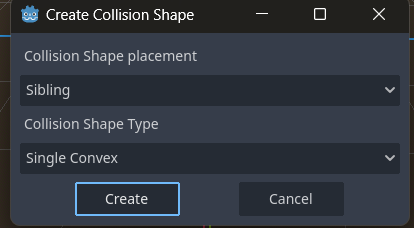 Create Collision Shape
Collision Shape placement
Sibling
Collision Shape Type
Single Convex
Create
Cancel